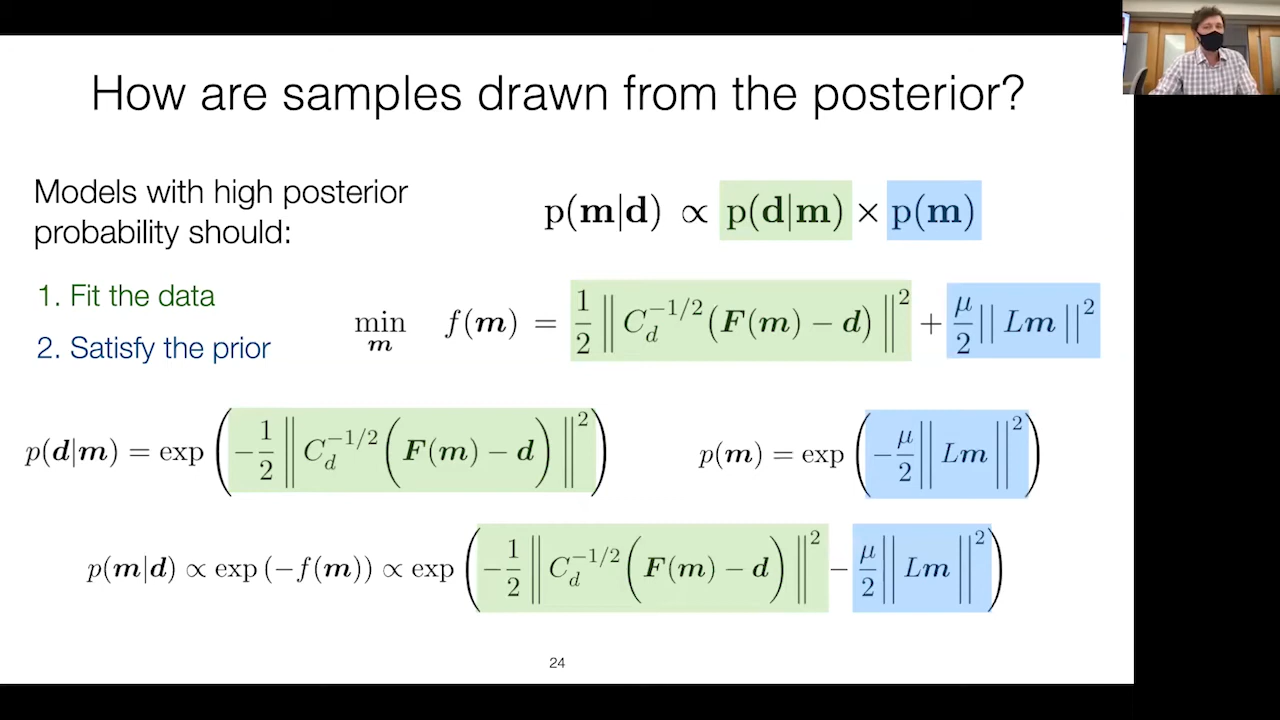 How are samples drawn from the posterior?
Models with high posterior
probability should:
p(m|d) ∝ p(d|m) × p(m)
1. Fit the data
2. Satisfy the prior
min_m f(m) = 1/2 || C_d^{-1/2} (F(m) − d) ||^2 + μ/2 || Lm ||^2
p(d|m) = exp ( −1/2 || C_d^{-1/2} ( F(m) − d ) ||^2 )
p(m) = exp ( −μ/2 || Lm ||^2 )
p(m|d) ∝ exp (−f(m)) ∝ exp ( −1/2 || C_d^{-1/2} ( F(m) − d ) ||^2 − μ/2 || Lm ||^2 )
24